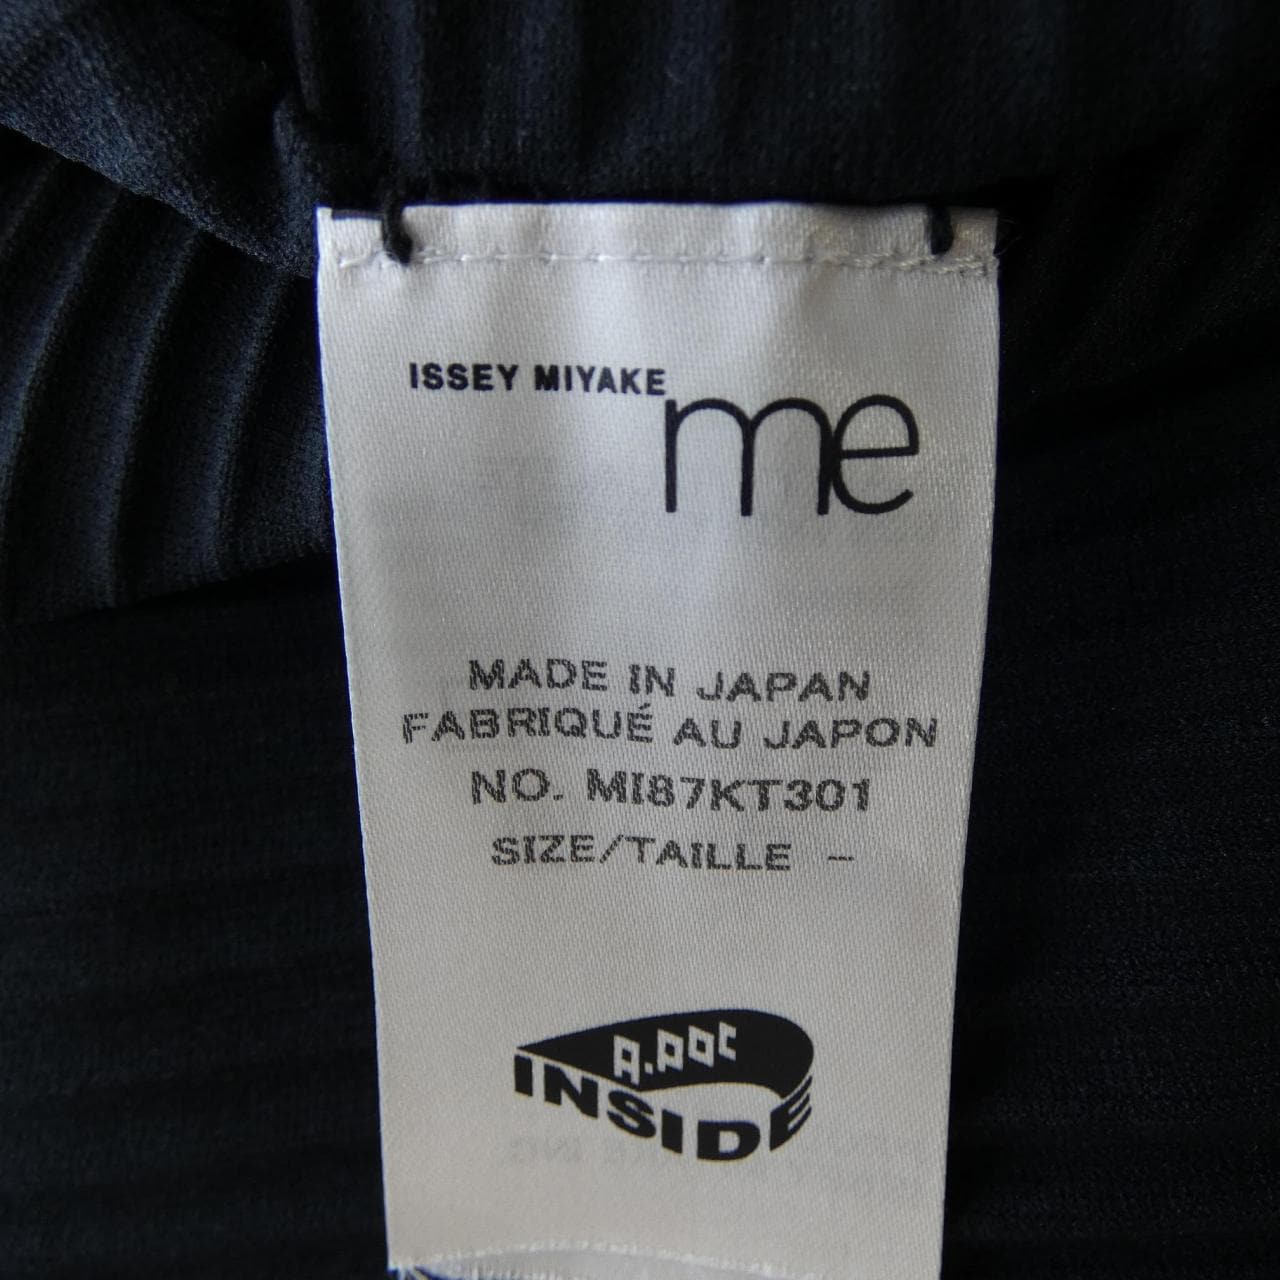 ISSEY MIYAKE
me
MADE IN JAPAN
FABRIQUÉ AU JAPON
NO. MI87KT301
SIZE/TAILLE –
A.POC
INSIDE